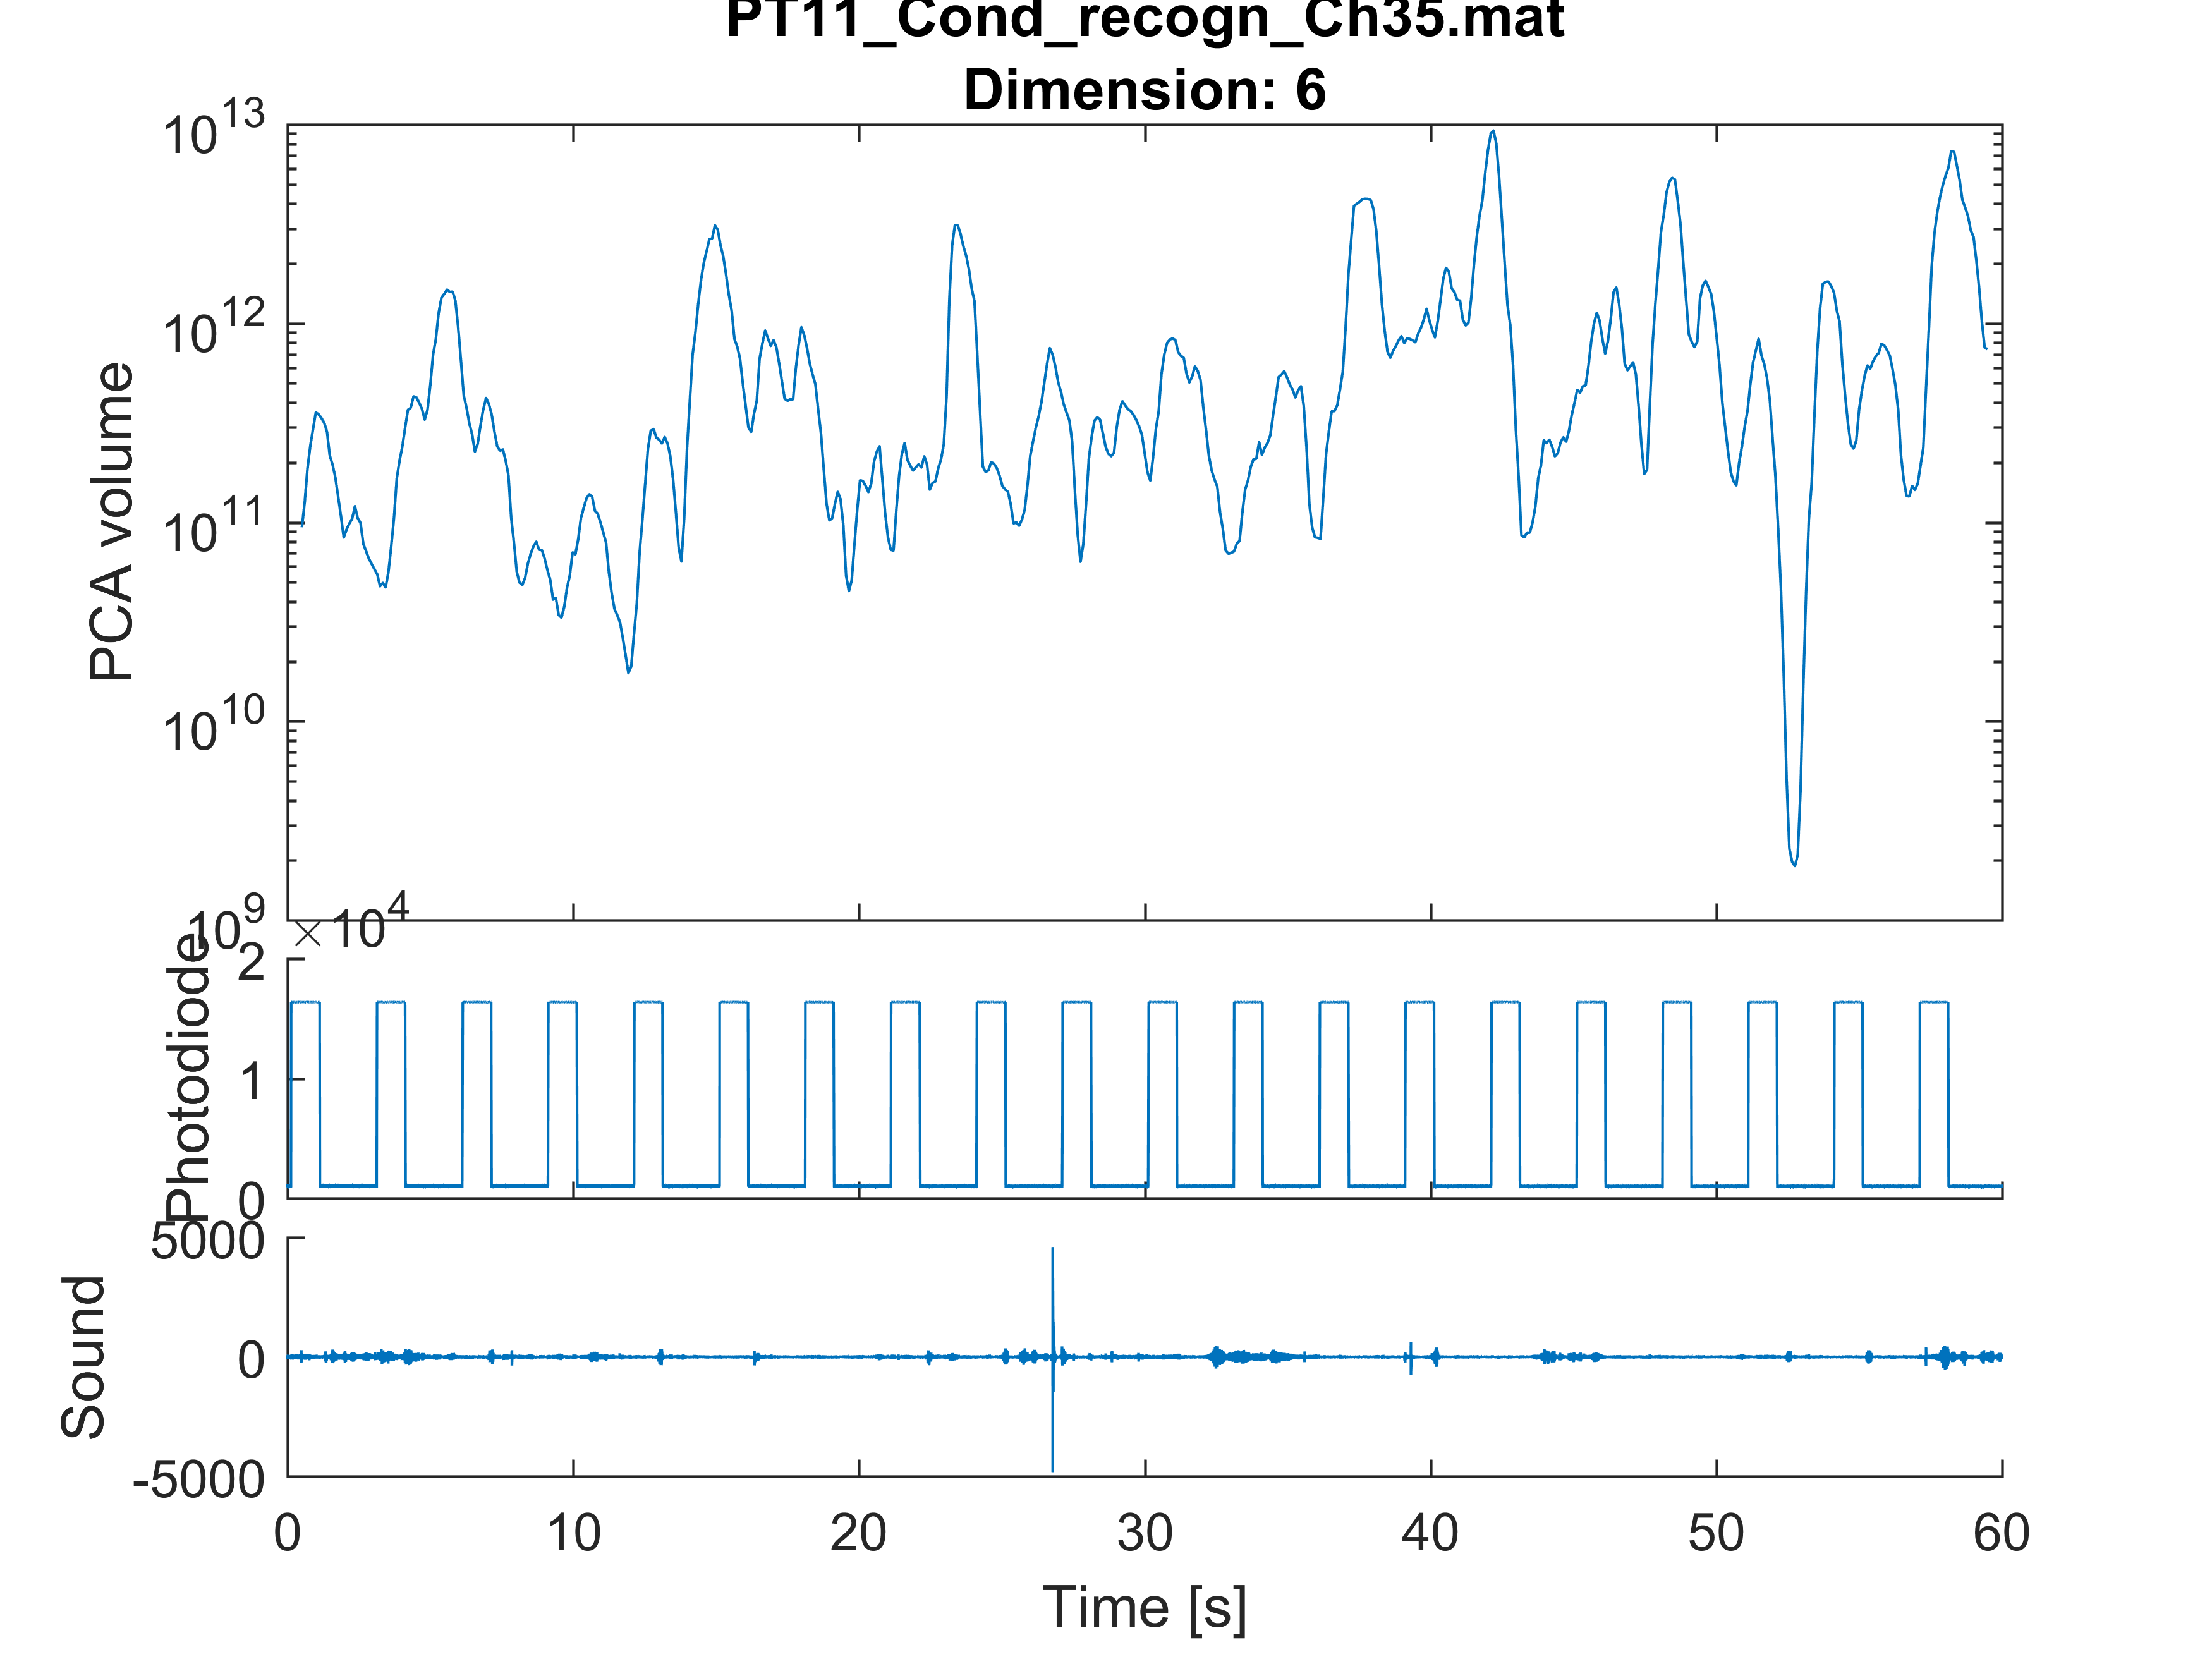 PT11_Cond_recogn_Ch35.mat
Dimension: 6
PCA volume
10^13
10^12
10^11
10^10
10^9
× 10^4
Photodiode
2
1
0
Sound
5000
0
-5000
0 10 20 30 40 50 60
Time [s]